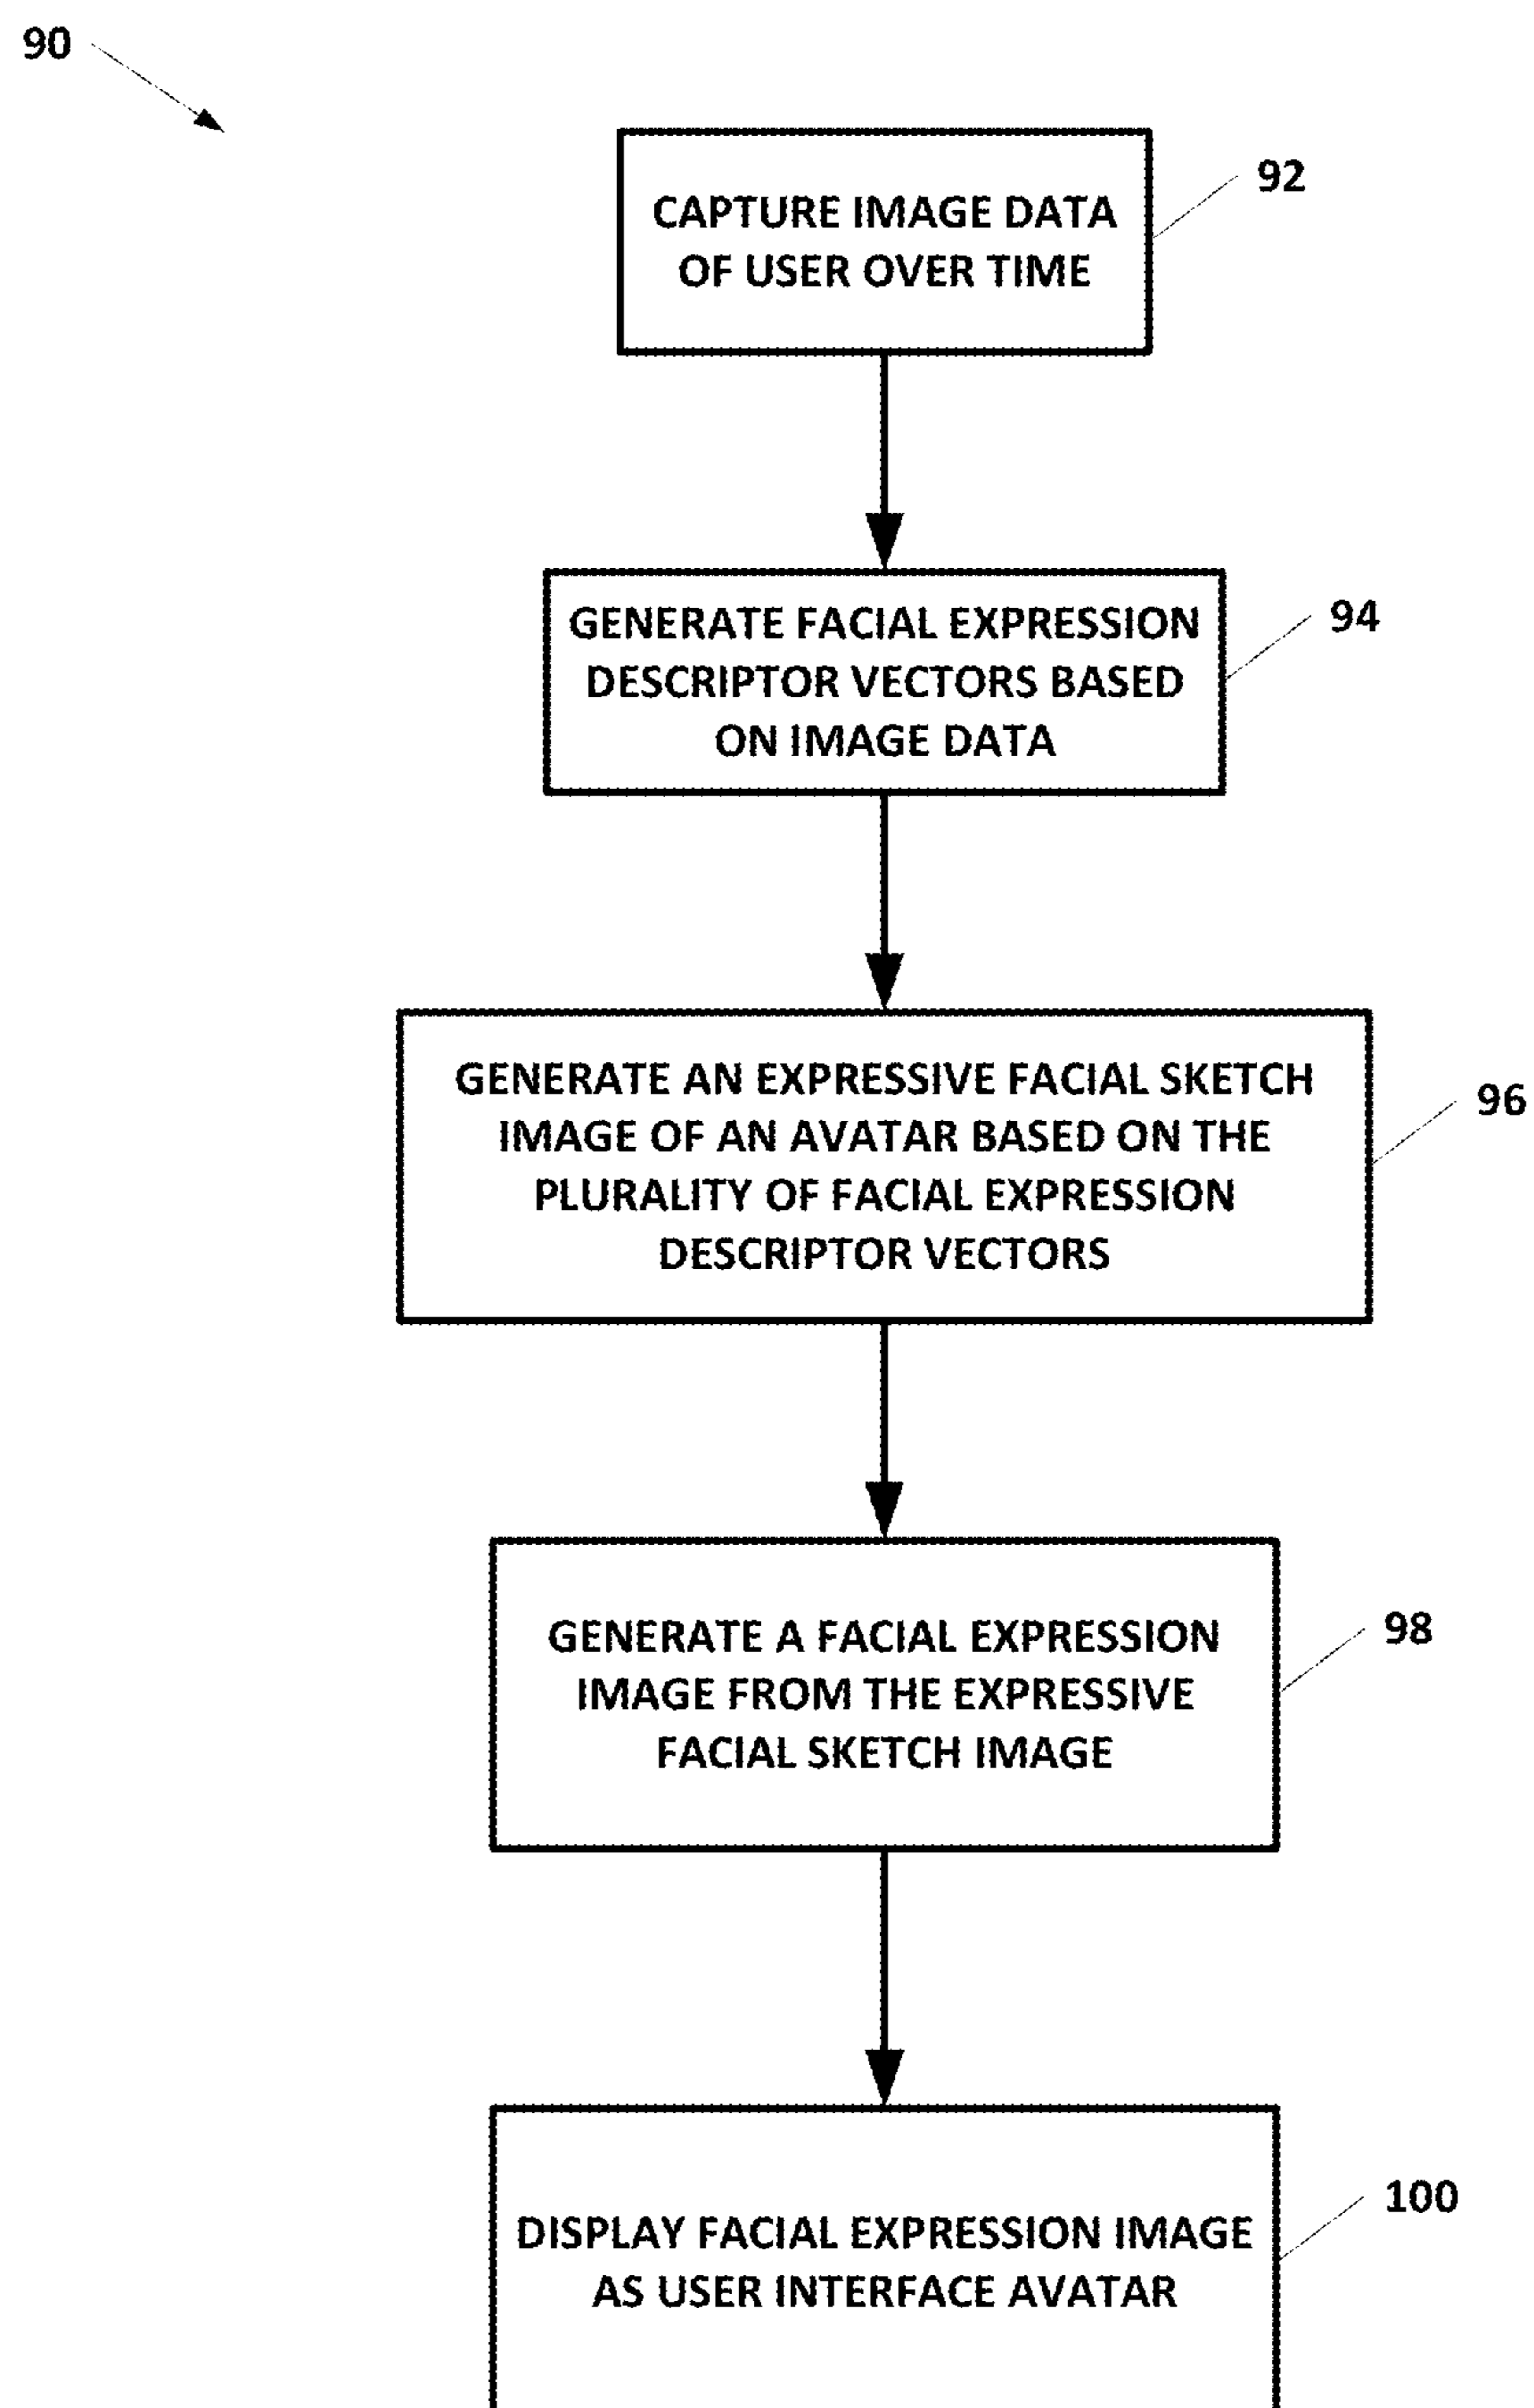 90
CAPTURE IMAGE DATA
OF USER OVER TIME
92
GENERATE FACIAL EXPRESSION
DESCRIPTOR VECTORS BASED
ON IMAGE DATA
94
GENERATE AN EXPRESSIVE FACIAL SKETCH
IMAGE OF AN AVATAR BASED ON THE
PLURALITY OF FACIAL EXPRESSION
DESCRIPTOR VECTORS
96
GENERATE A FACIAL EXPRESSION
IMAGE FROM THE EXPRESSIVE
FACIAL SKETCH IMAGE
98
DISPLAY FACIAL EXPRESSION IMAGE
AS USER INTERFACE AVATAR
100